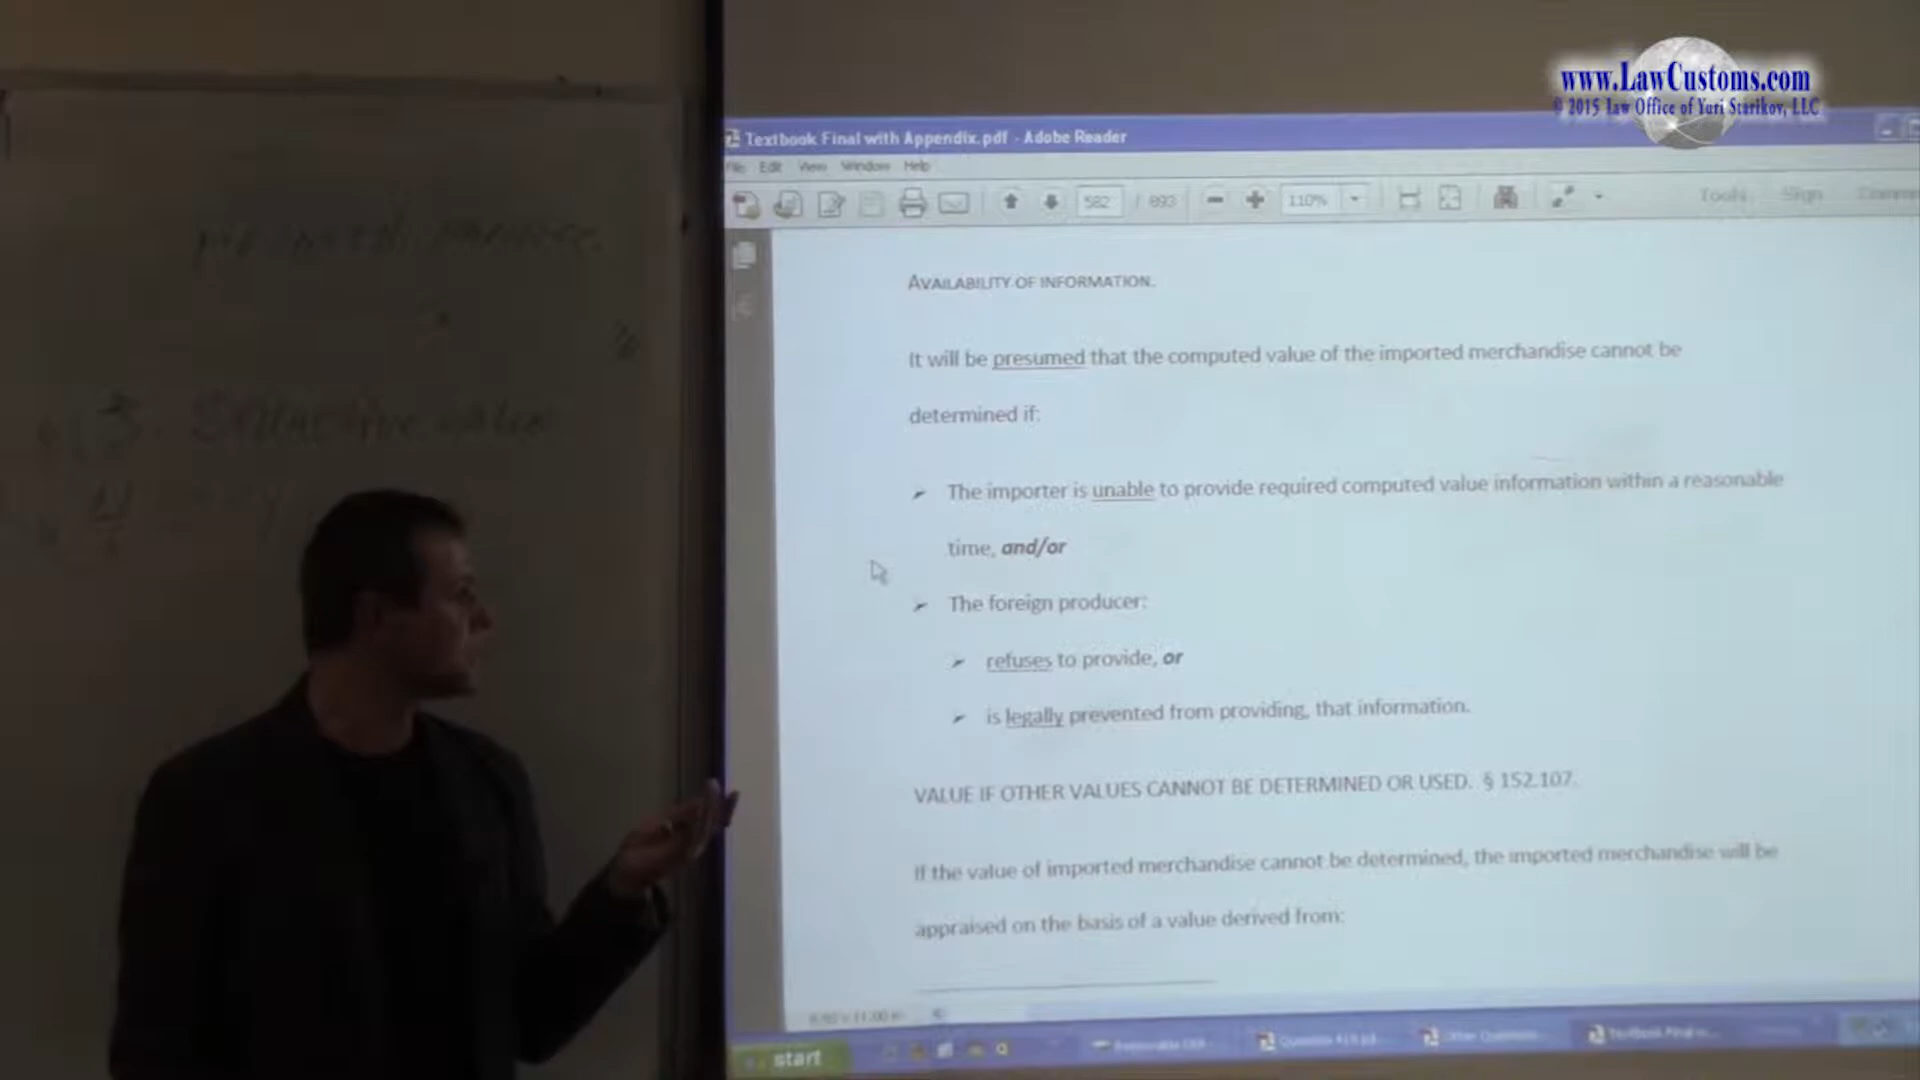 www.LawCustoms.com
© 2015 Law Office of Yuri Starikov, LLC
Textbook Final with Appendix.pdf - Adobe Reader
File Edit View Window Help
582 / 893 110% Tools Sign
AVAILABILITY OF INFORMATION.
It will be presumed that the computed value of the imported merchandise cannot be
determined if:
➢ The importer is unable to provide required computed value information within a reasonable
time, and/or
➢ The foreign producer:
➢ refuses to provide, or
➢ is legally prevented from providing, that information.
VALUE IF OTHER VALUES CANNOT BE DETERMINED OR USED. § 152.107.
If the value of imported merchandise cannot be determined, the imported merchandise will be
appraised on the basis of a value derived from:
start